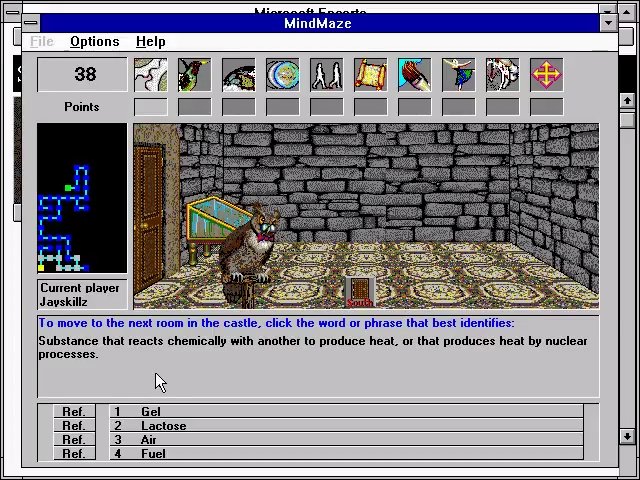 MindMaze
File Options Help
38
Points
Current player
Jayskillz
South
To move to the next room in the castle, click the word or phrase that best identifies:
Substance that reacts chemically with another to produce heat, or that produces heat by nuclear
processes.
Ref. 1 Gel
Ref. 2 Lactose
Ref. 3 Air
Ref. 4 Fuel